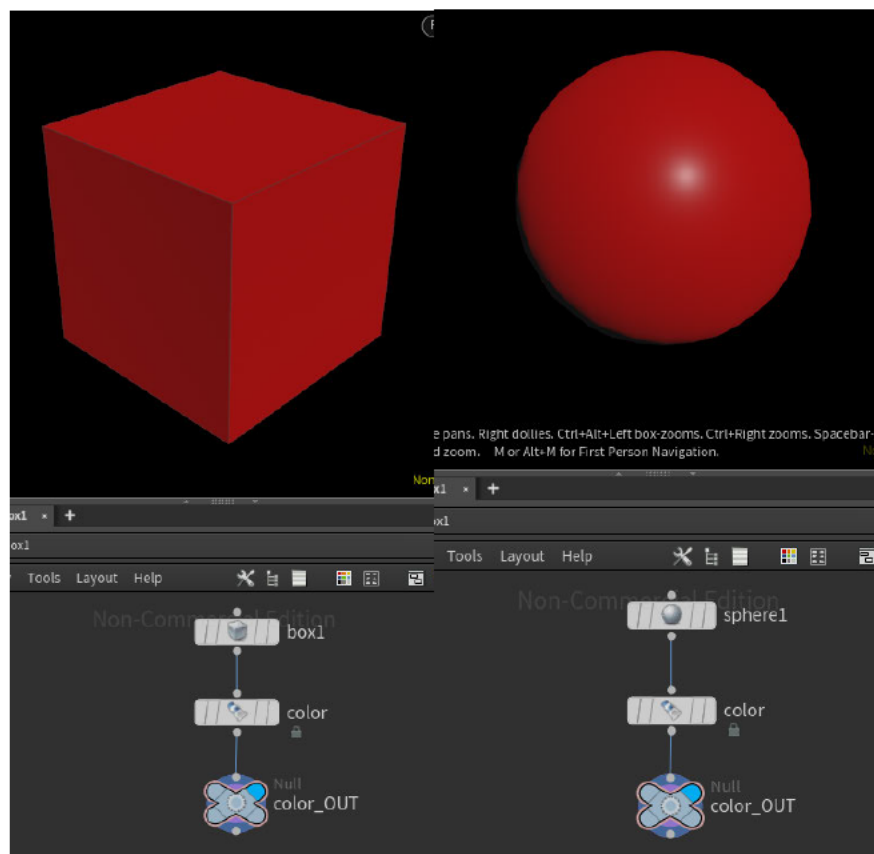 e pans. Right dollies. Ctrl+Alt+Left box-zooms. Ctrl+Right zooms. Spacebar-
d zoom. M or Alt+M for First Person Navigation.
Non
ox1 × +
ox1
Tools Layout Help
Non-Commercial Edition
box1
color
Null
color_OUT
x1 × +
ox1
Tools Layout Help
Non-Commercial Edition
sphere1
color
Null
color_OUT